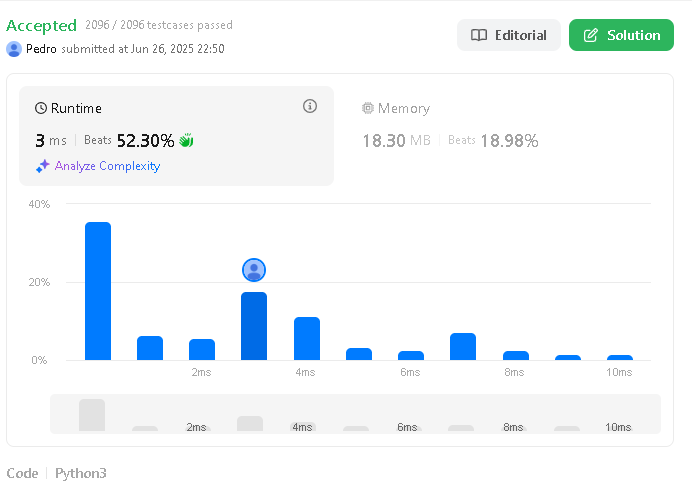 Accepted 2096 / 2096 testcases passed
Editorial
Solution
Pedro submitted at Jun 26, 2025 22:50
Runtime
Memory
3 ms | Beats 52.30%
18.30 MB | Beats 18.98%
Analyze Complexity
40%
20%
0%
2ms 4ms 6ms 8ms 10ms
2ms 4ms 6ms 8ms 10ms
Code | Python3